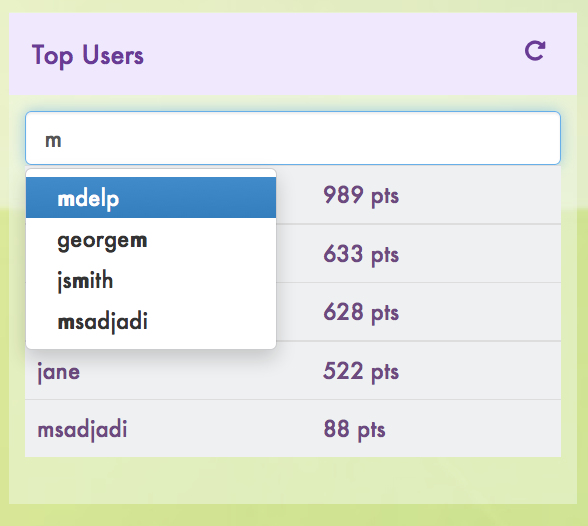 Top Users
m
mdelp
989 pts
georgem
633 pts
jsmith
628 pts
msadjadi
jane
522 pts
msadjadi
88 pts